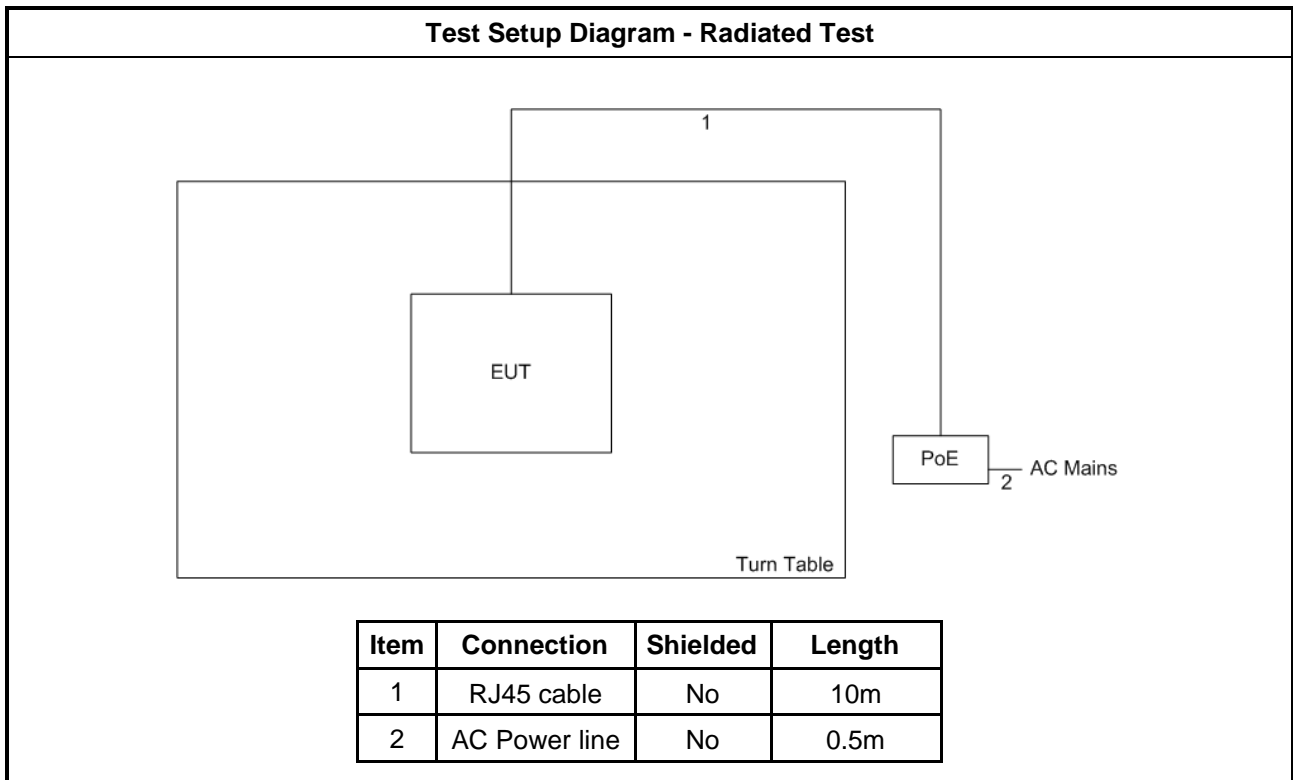 Test Setup Diagram - Radiated Test
1
EUT
PoE
2
AC Mains
Turn Table
Item Connection Shielded Length
1 RJ45 cable No 10m
2 AC Power line No 0.5m